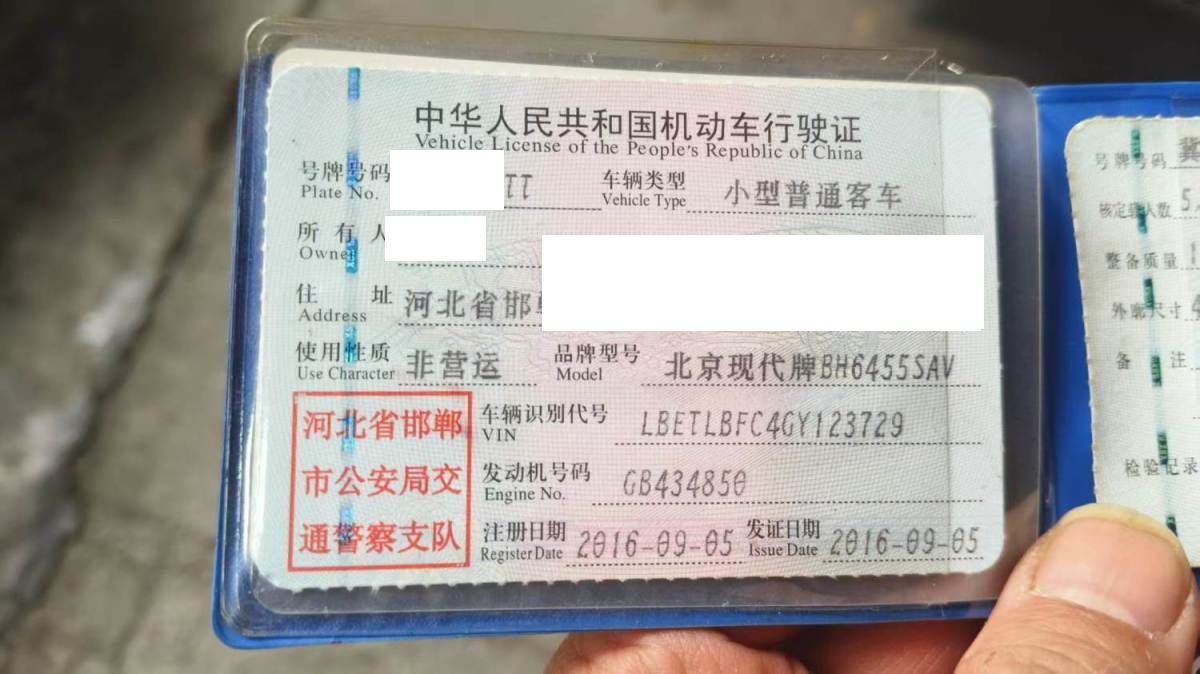 中华人民共和国机动车行驶证
Vehicle License of the People's Republic of China
号牌号码 TT 车辆类型 小型普通客车
Plate No. Vehicle Type
所有人
Owner
住址 河北省邯
Address
使用性质 非营运 品牌型号 北京现代牌BH6455SAV
Use Character Model
河北省邯郸
市公安局交
通警察支队
车辆识别代号 LBETLBFC4GY123729
VIN
发动机号码 GB434850
Engine No.
注册日期 2016-09-05 发证日期 2016-09-05
Register Date Issue Date
号牌号码 冀
核定载人数 5
整备质量
外廓尺寸
备注
检验记录